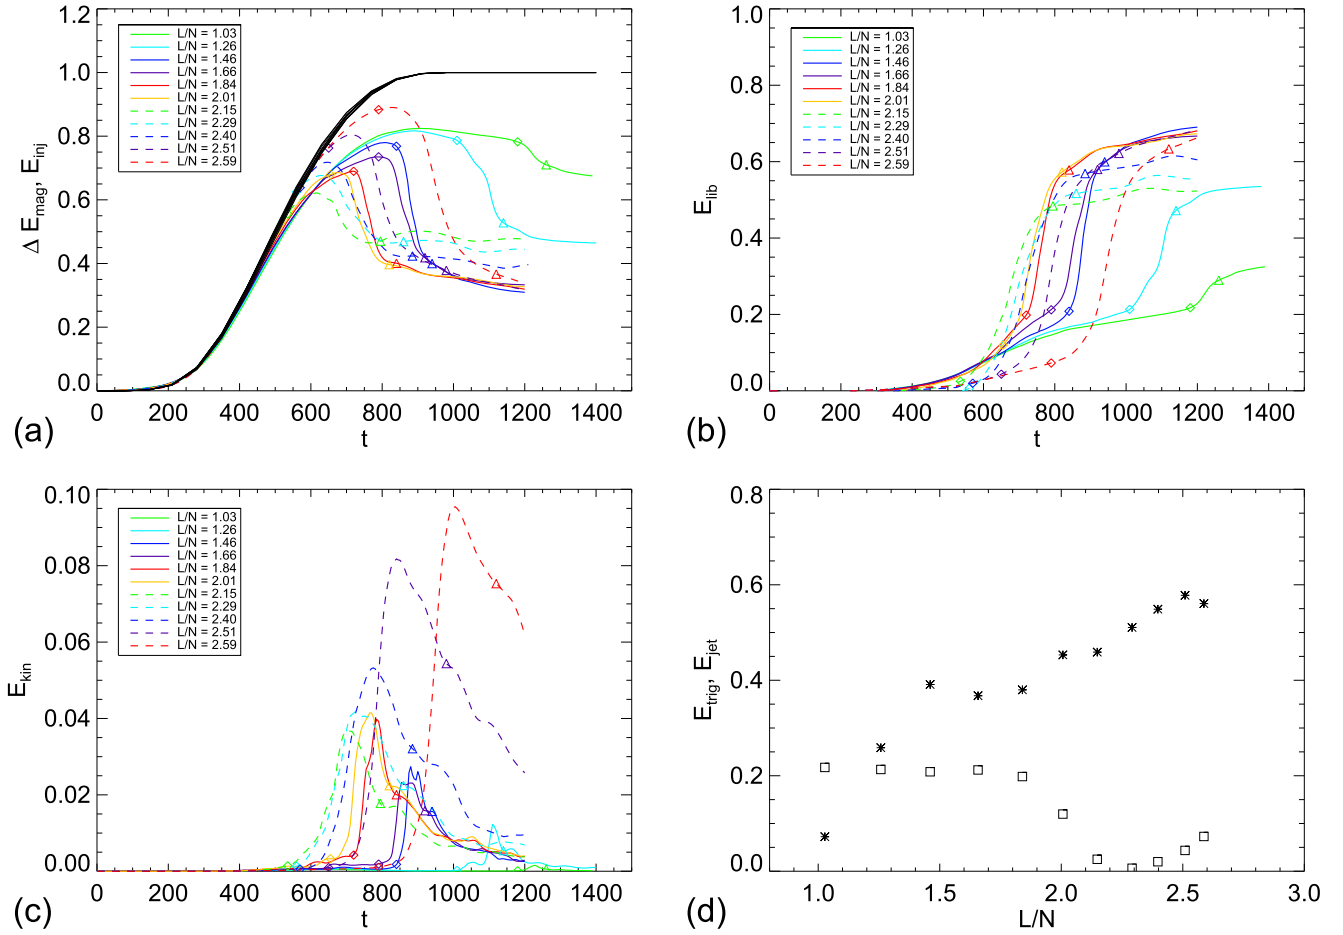 1.2
1.0
0.8
0.6
0.4
0.2
0.0
Δ E_mag, E_inj
L/N = 1.03
L/N = 1.26
L/N = 1.46
L/N = 1.66
L/N = 1.84
L/N = 2.01
L/N = 2.15
L/N = 2.29
L/N = 2.40
L/N = 2.51
L/N = 2.59
0 200 400 600 800 1000 1200 1400
t
(a)
1.0
0.8
0.6
0.4
0.2
0.0
E_lib
L/N = 1.03
L/N = 1.26
L/N = 1.46
L/N = 1.66
L/N = 1.84
L/N = 2.01
L/N = 2.15
L/N = 2.29
L/N = 2.40
L/N = 2.51
L/N = 2.59
0 200 400 600 800 1000 1200 1400
t
(b)
0.10
0.08
0.06
0.04
0.02
0.00
E_kin
L/N = 1.03
L/N = 1.26
L/N = 1.46
L/N = 1.66
L/N = 1.84
L/N = 2.01
L/N = 2.15
L/N = 2.29
L/N = 2.40
L/N = 2.51
L/N = 2.59
0 200 400 600 800 1000 1200 1400
t
(c)
0.8
0.6
0.4
0.2
0.0
E_trig, E_jet
1.0 1.5 2.0 2.5 3.0
L/N
(d)